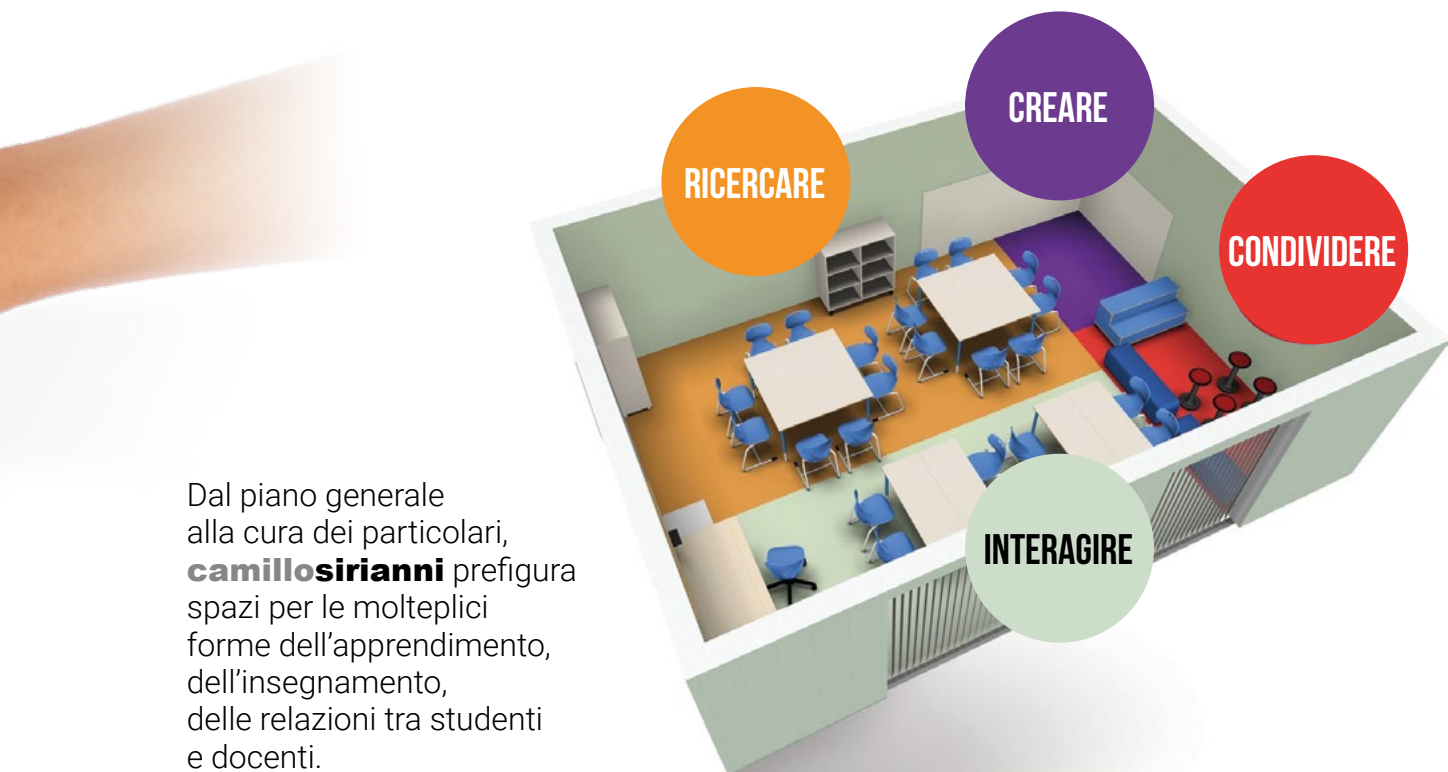 CREARE
RICERCARE
CONDIVIDERE
INTERAGIRE
Dal piano generale
alla cura dei particolari,
camillosirianni prefigura
spazi per le molteplici
forme dell’apprendimento,
dell’insegnamento,
delle relazioni tra studenti
e docenti.